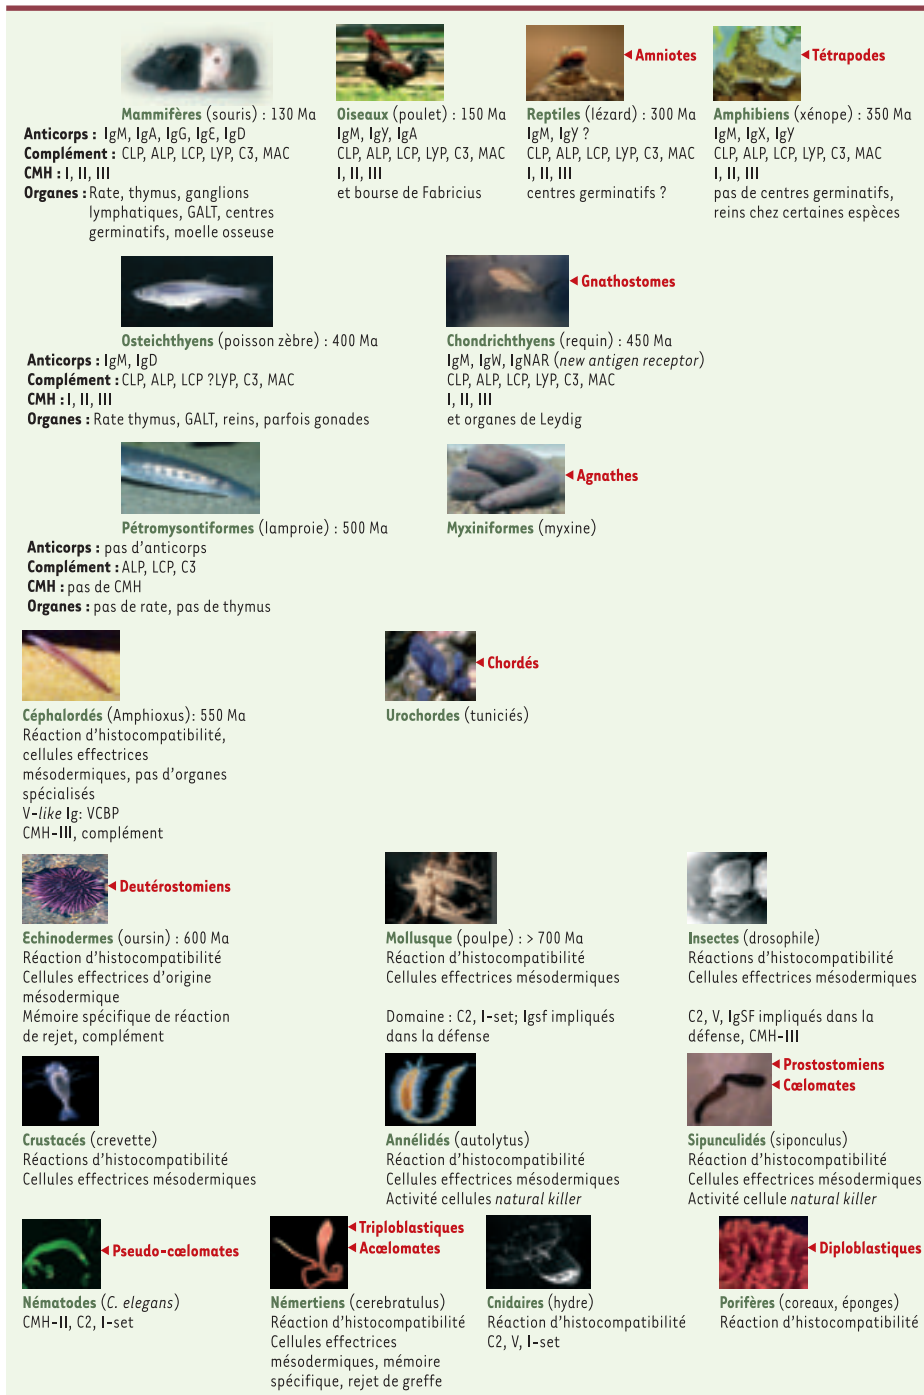 ◄ Amniotes
◄ Tétrapodes
Mammifères (souris) : 130 Ma
Anticorps : IgM, IgA, IgG, IgE, IgD
Complément : CLP, ALP, LCP, LYP, C3, MAC
CMH : I, II, III
Organes : Rate, thymus, ganglions
lymphatiques, GALT, centres
germinatifs, moelle osseuse
Oiseaux (poulet) : 150 Ma
IgM, IgY, IgA
CLP, ALP, LCP, LYP, C3, MAC
I, II, III
et bourse de Fabricius
Reptiles (lézard) : 300 Ma
IgM, IgY ?
CLP, ALP, LCP, LYP, C3, MAC
I, II, III
centres germinatifs ?
Amphibiens (xénope) : 350 Ma
IgM, IgX, IgY
CLP, ALP, LCP, LYP, C3, MAC
I, II, III
pas de centres germinatifs,
reins chez certaines espèces
◄ Gnathostomes
Osteichthyens (poisson zèbre) : 400 Ma
Anticorps : IgM, IgD
Complément : CLP, ALP, LCP ?LYP, C3, MAC
CMH : I, II, III
Organes : Rate thymus, GALT, reins, parfois gonades
Chondrichthyens (requin) : 450 Ma
IgM, IgW, IgNAR (new antigen receptor)
CLP, ALP, LCP, LYP, C3, MAC
I, II, III
et organes de Leydig
◄ Agnathes
Pétromysontiformes (lamproie) : 500 Ma
Anticorps : pas d'anticorps
Complément : ALP, LCP, C3
CMH : pas de CMH
Organes : pas de rate, pas de thymus
Myxiniformes (myxine)
◄ Chordés
Céphalordés (Amphioxus): 550 Ma
Réaction d'histocompatibilité,
cellules effectrices
mésodermiques, pas d'organes
spécialisés
V-like Ig: VCBP
CMH-III, complément
Urochordes (tuniciés)
◄ Deutérostomiens
Echinodermes (oursin) : 600 Ma
Réaction d'histocompatibilité
Cellules effectrices d'origine
mésodermique
Mémoire spécifique de réaction
de rejet, complément
Mollusque (poulpe) : > 700 Ma
Réaction d'histocompatibilité
Cellules effectrices mésodermiques
Domaine : C2, I-set; Igsf impliqués
dans la défense
Insectes (drosophile)
Réactions d'histocompatibilité
Cellules effectrices mésodermiques
C2, V, IgSF impliqués dans la
défense, CMH-III
◄ Prostostomiens
◄ Cœlomates
Crustacés (crevette)
Réactions d'histocompatibilité
Cellules effectrices mésodermiques
Annélidés (autolytus)
Réaction d'histocompatibilité
Cellules effectrices mésodermiques
Activité cellules natural killer
Sipunculidés (siponculus)
Réaction d'histocompatibilité
Cellules effectrices mésodermiques
Activité cellule natural killer
◄ Pseudo-cœlomates
◄ Triploblastiques
◄ Acœlomates
◄ Diploblastiques
Nématodes (C. elegans)
CMH-II, C2, I-set
Némertiens (cerebratulus)
Réaction d'histocompatibilité
Cellules effectrices
mésodermiques, mémoire
spécifique, rejet de greffe
Cnidaires (hydre)
Réaction d'histocompatibilité
C2, V, I-set
Porifères (coreaux, éponges)
Réaction d'histocompatibilité